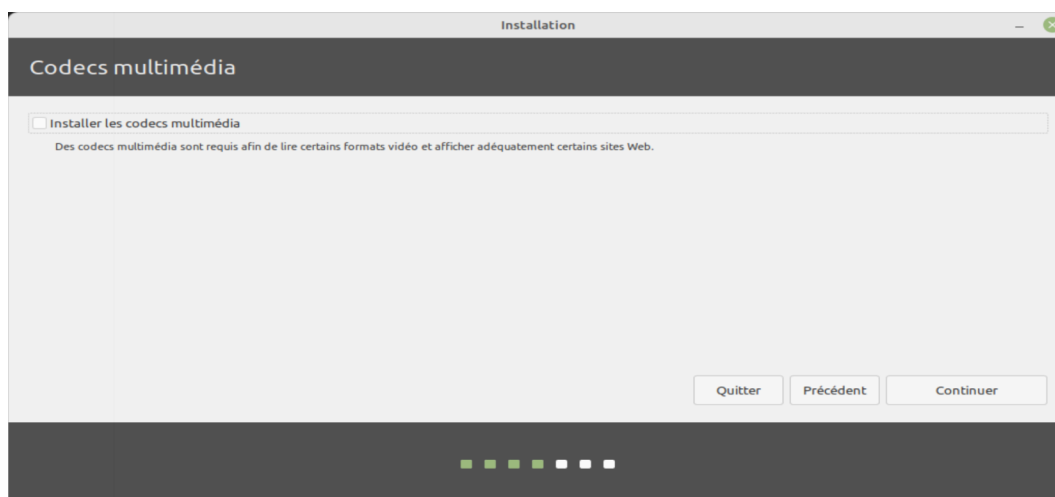 Installation
Codecs multimédia
Installer les codecs multimédia
Des codecs multimédia sont requis afin de lire certains formats vidéo et afficher adéquatement certains sites Web.
Quitter
Précédent
Continuer